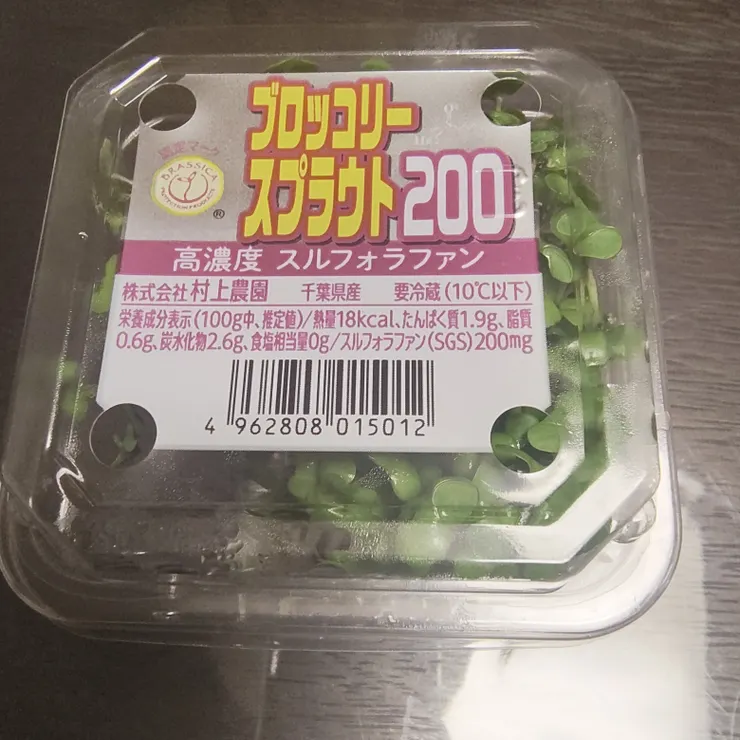 ブロッコリー
スプラウト200
認定マーク
BRASSICA
PROTECTION PRODUCTS
®
高濃度 スルフォラファン
株式会社 村上農園 千葉県産 要冷蔵(10℃以下)
栄養成分表示(100g中、推定値)/熱量18kcal、たんぱく質1.9g、脂質
0.6g、炭水化物2.6g、食塩相当量0g/スルフォラファン(SGS)200mg
4 962808 015012